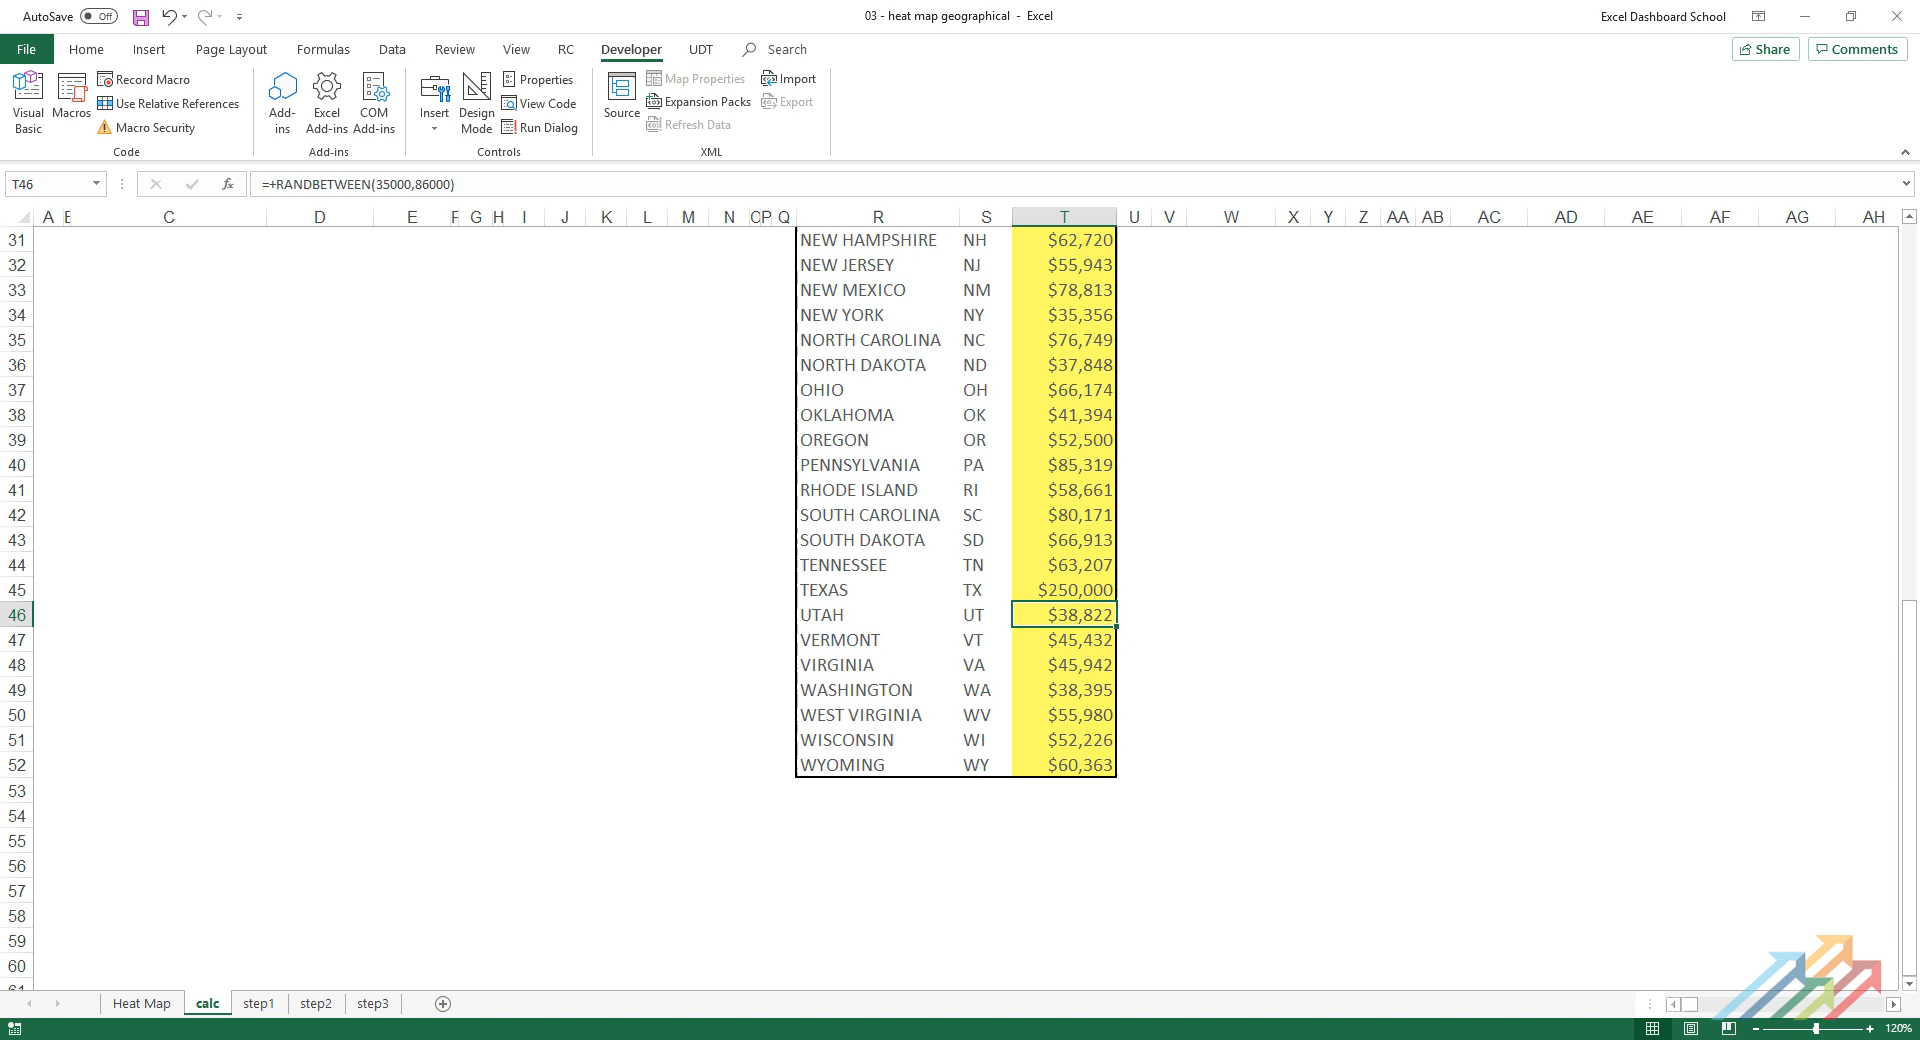 AutoSave Off
03 - heat map geographical - Excel
Excel Dashboard School
File Home Insert Page Layout Formulas Data Review View RC Developer UDT Search
Share Comments
Visual Basic
Macros
Record Macro
Use Relative References
Macro Security
Code
Add-ins
Excel Add-ins
COM Add-ins
Add-ins
Insert
Design Mode
Properties
View Code
Run Dialog
Controls
Source
Map Properties
Expansion Packs
Refresh Data
Import
Export
XML
T46 fx =+RANDBETWEEN(35000,86000)
A E C D E F G H I J K L M N O P Q R S T U V W X Y Z AA AB AC AD AE AF AG AH
31 NEW HAMPSHIRE NH $62,720
32 NEW JERSEY NJ $55,943
33 NEW MEXICO NM $78,813
34 NEW YORK NY $35,356
35 NORTH CAROLINA NC $76,749
36 NORTH DAKOTA ND $37,848
37 OHIO OH $66,174
38 OKLAHOMA OK $41,394
39 OREGON OR $52,500
40 PENNSYLVANIA PA $85,319
41 RHODE ISLAND RI $58,661
42 SOUTH CAROLINA SC $80,171
43 SOUTH DAKOTA SD $66,913
44 TENNESSEE TN $63,207
45 TEXAS TX $250,000
46 UTAH UT $38,822
47 VERMONT VT $45,432
48 VIRGINIA VA $45,942
49 WASHINGTON WA $38,395
50 WEST VIRGINIA WV $55,980
51 WISCONSIN WI $52,226
52 WYOMING WY $60,363
53
54
55
56
57
58
59
60
61
Heat Map calc step1 step2 step3
120%